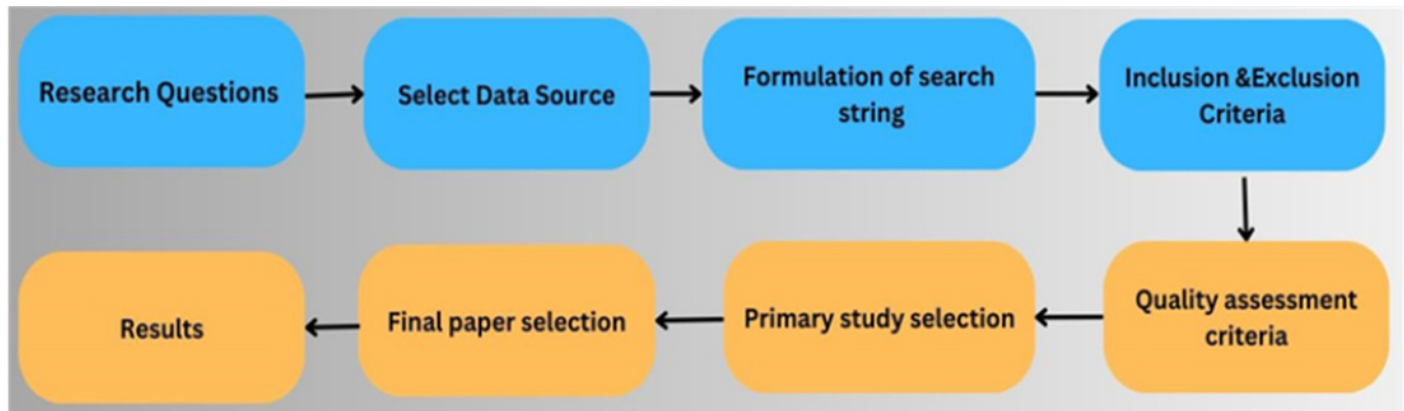 Research Questions
Select Data Source
Formulation of search
string
Inclusion &Exclusion
Criteria
Quality assessment
criteria
Primary study selection
Final paper selection
Results